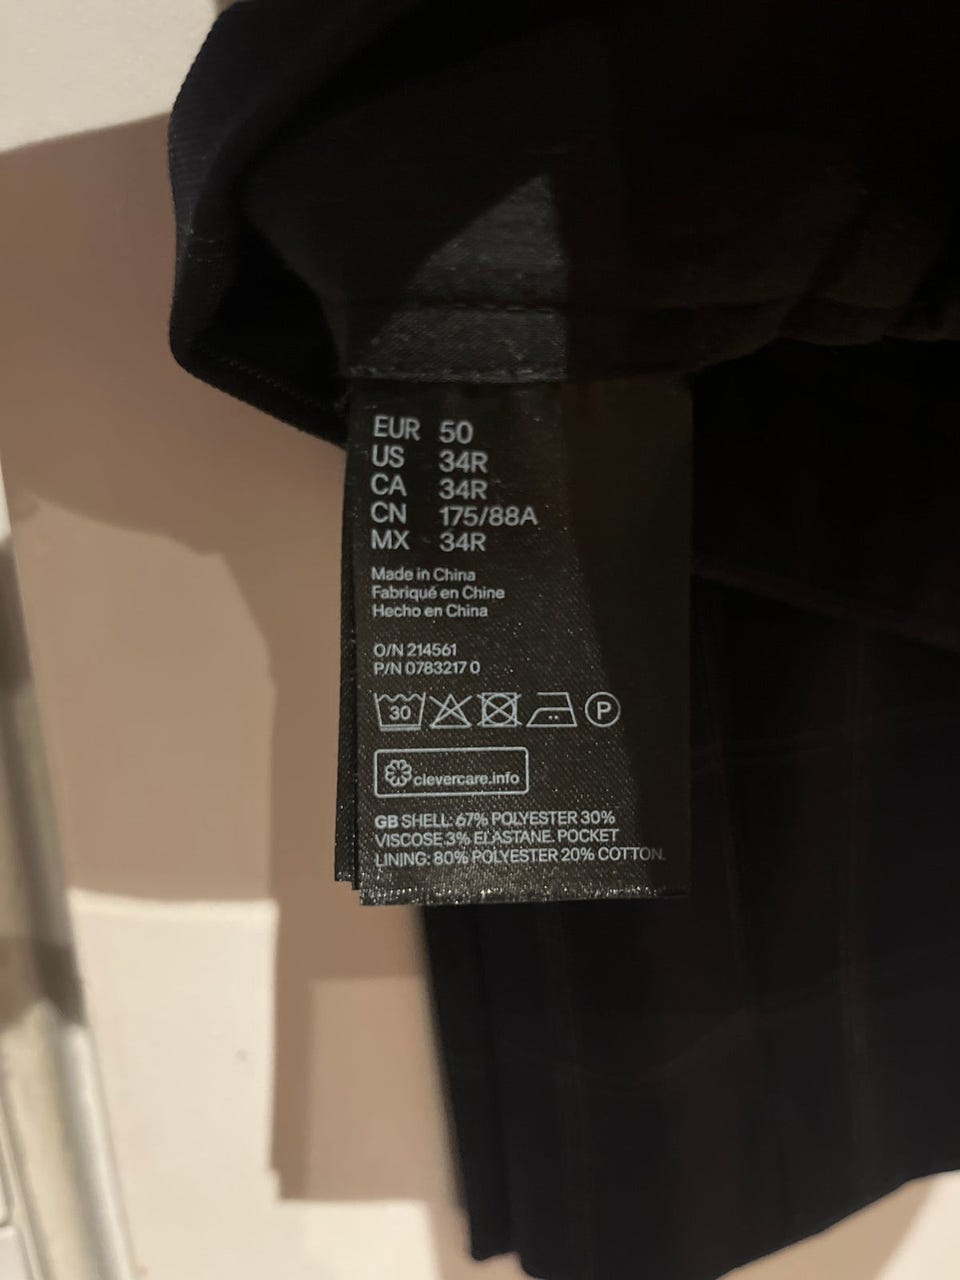 EUR 50
US 34R
CA 34R
CN 175/88A
MX 34R
Made in China
Fabriqué en Chine
Hecho en China
O/N 214561
P/N 0783217 0
30 P
clevercare.info
GB SHELL: 67% POLYESTER 30%
VISCOSE 3% ELASTANE. POCKET
LINING: 80% POLYESTER 20% COTTON.